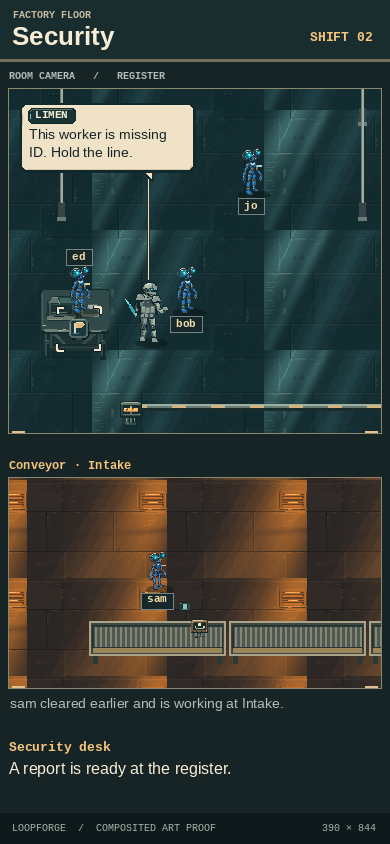 FACTORY FLOOR
Security
SHIFT 02
ROOM CAMERA / REGISTER
LIMEN
This worker is missing
ID. Hold the line.
jo
ed
bob
Conveyor · Intake
sam
sam cleared earlier and is working at Intake.
Security desk
A report is ready at the register.
LOOPFORGE / COMPOSITED ART PROOF
390 × 844